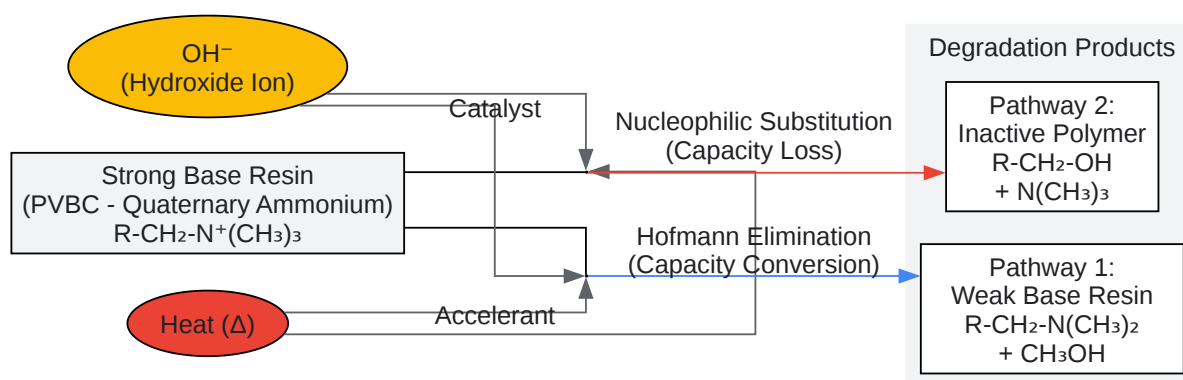 OH⁻
(Hydroxide Ion)
Catalyst
Strong Base Resin
(PVBC - Quaternary Ammonium)
R-CH₂-N⁺(CH₃)₃
Heat (Δ)
Accelerant
Nucleophilic Substitution
(Capacity Loss)
Hofmann Elimination
(Capacity Conversion)
Degradation Products
Pathway 2:
Inactive Polymer
R-CH₂-OH
+ N(CH₃)₃
Pathway 1:
Weak Base Resin
R-CH₂-N(CH₃)₂
+ CH₃OH